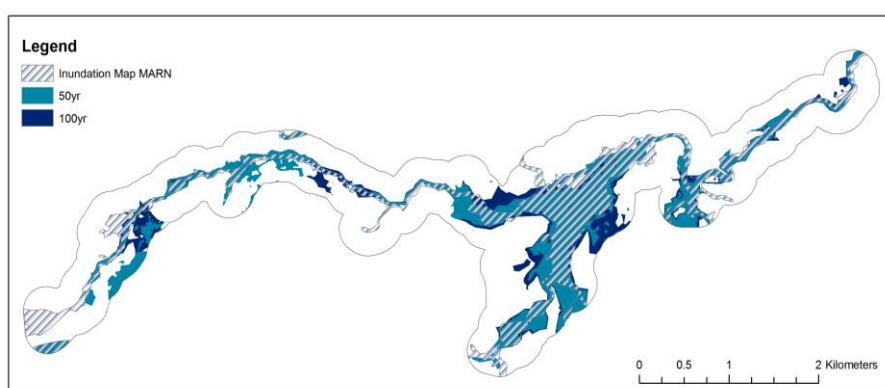 Legend
Inundation Map MARN
50yr
100yr
0 0.5 1 2 Kilometers